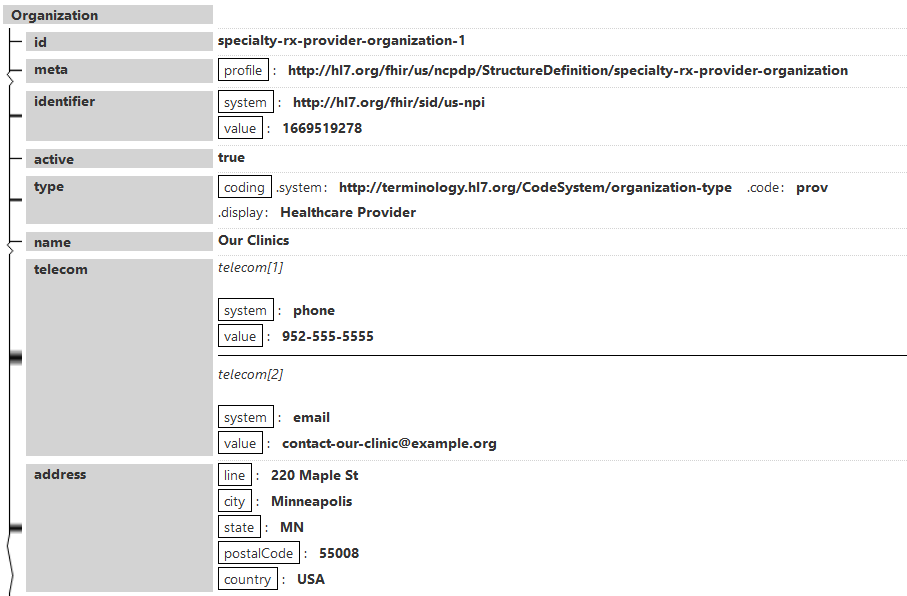 Organization
id specialty-rx-provider-organization-1
meta profile : http://hl7.org/fhir/us/ncpdp/StructureDefinition/specialty-rx-provider-organization
identifier system : http://hl7.org/fhir/sid/us-npi
value : 1669519278
active true
type coding .system: http://terminology.hl7.org/CodeSystem/organization-type .code: prov
.display: Healthcare Provider
name Our Clinics
telecom telecom[1]
system : phone
value : 952-555-5555
telecom[2]
system : email
value : contact-our-clinic@example.org
address line : 220 Maple St
city : Minneapolis
state : MN
postalCode : 55008
country : USA